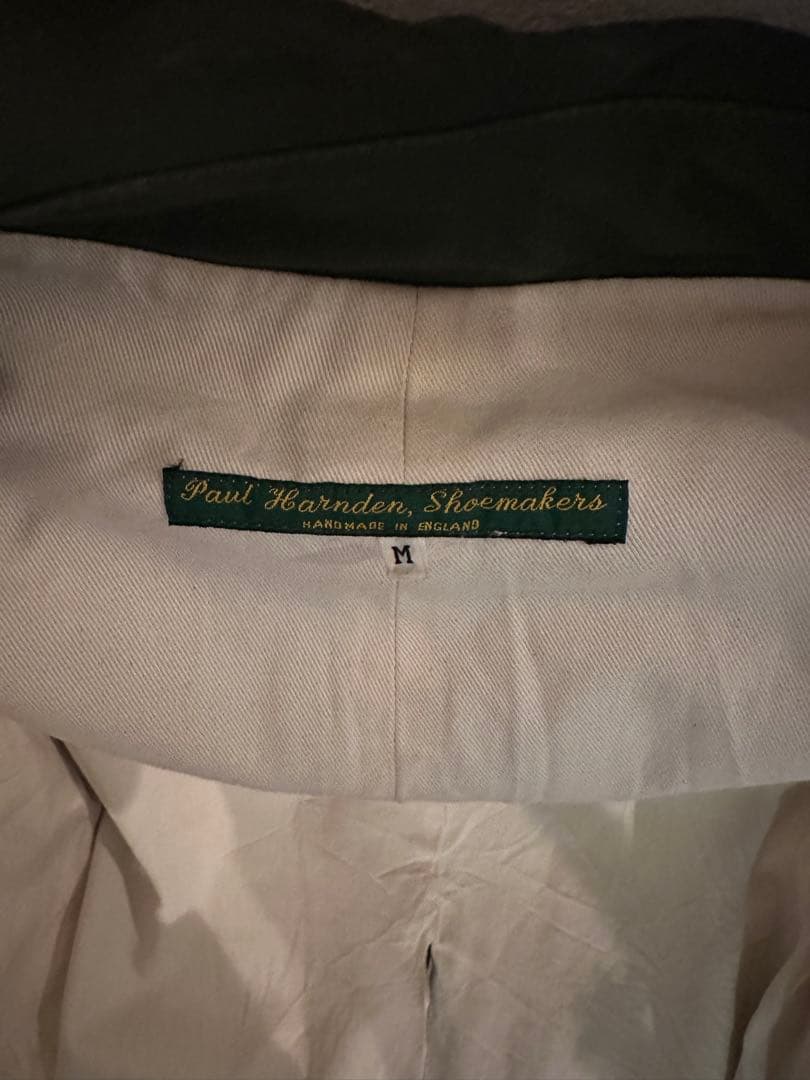 Paul Harnden, Shoemakers
HANDMADE IN ENGLAND
M